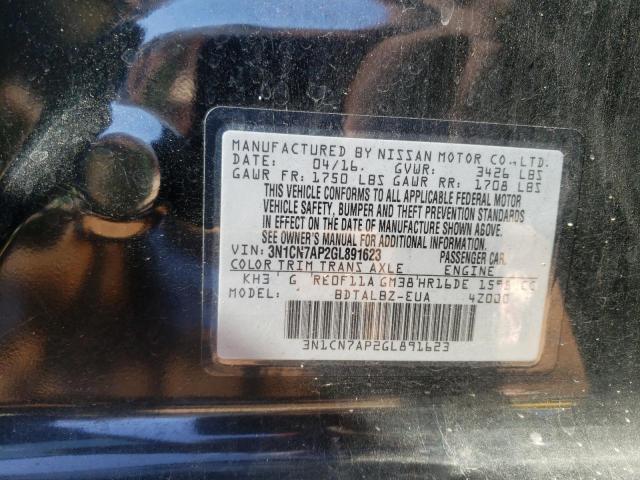 MANUFACTURED BY NISSAN MOTOR CO., LTD.
DATE: 04/16. GVWR: 3426 LBS
GAWR FR: 1750 LBS GAWR RR: 1708 LBS
THIS VEHICLE CONFORMS TO ALL APPLICABLE FEDERAL MOTOR
VEHICLE SAFETY, BUMPER AND THEFT PREVENTION STANDARDS
IN EFFECT ON THE DATE OF MANUFACTURE SHOWN ABOVE.
SEE OWNER'S MANUAL FOR ADDITIONAL INFORMATION.
VIN: 3N1CN7AP2GL891623 PASSENGER CAR.
COLOR TRIM TRANS AXLE ENGINE
KH3 G RE0F11A GM38 HR16DE 1598 CC
MODEL: BDTALBZ-EUA 4Z000
3N1CN7AP2GL891623